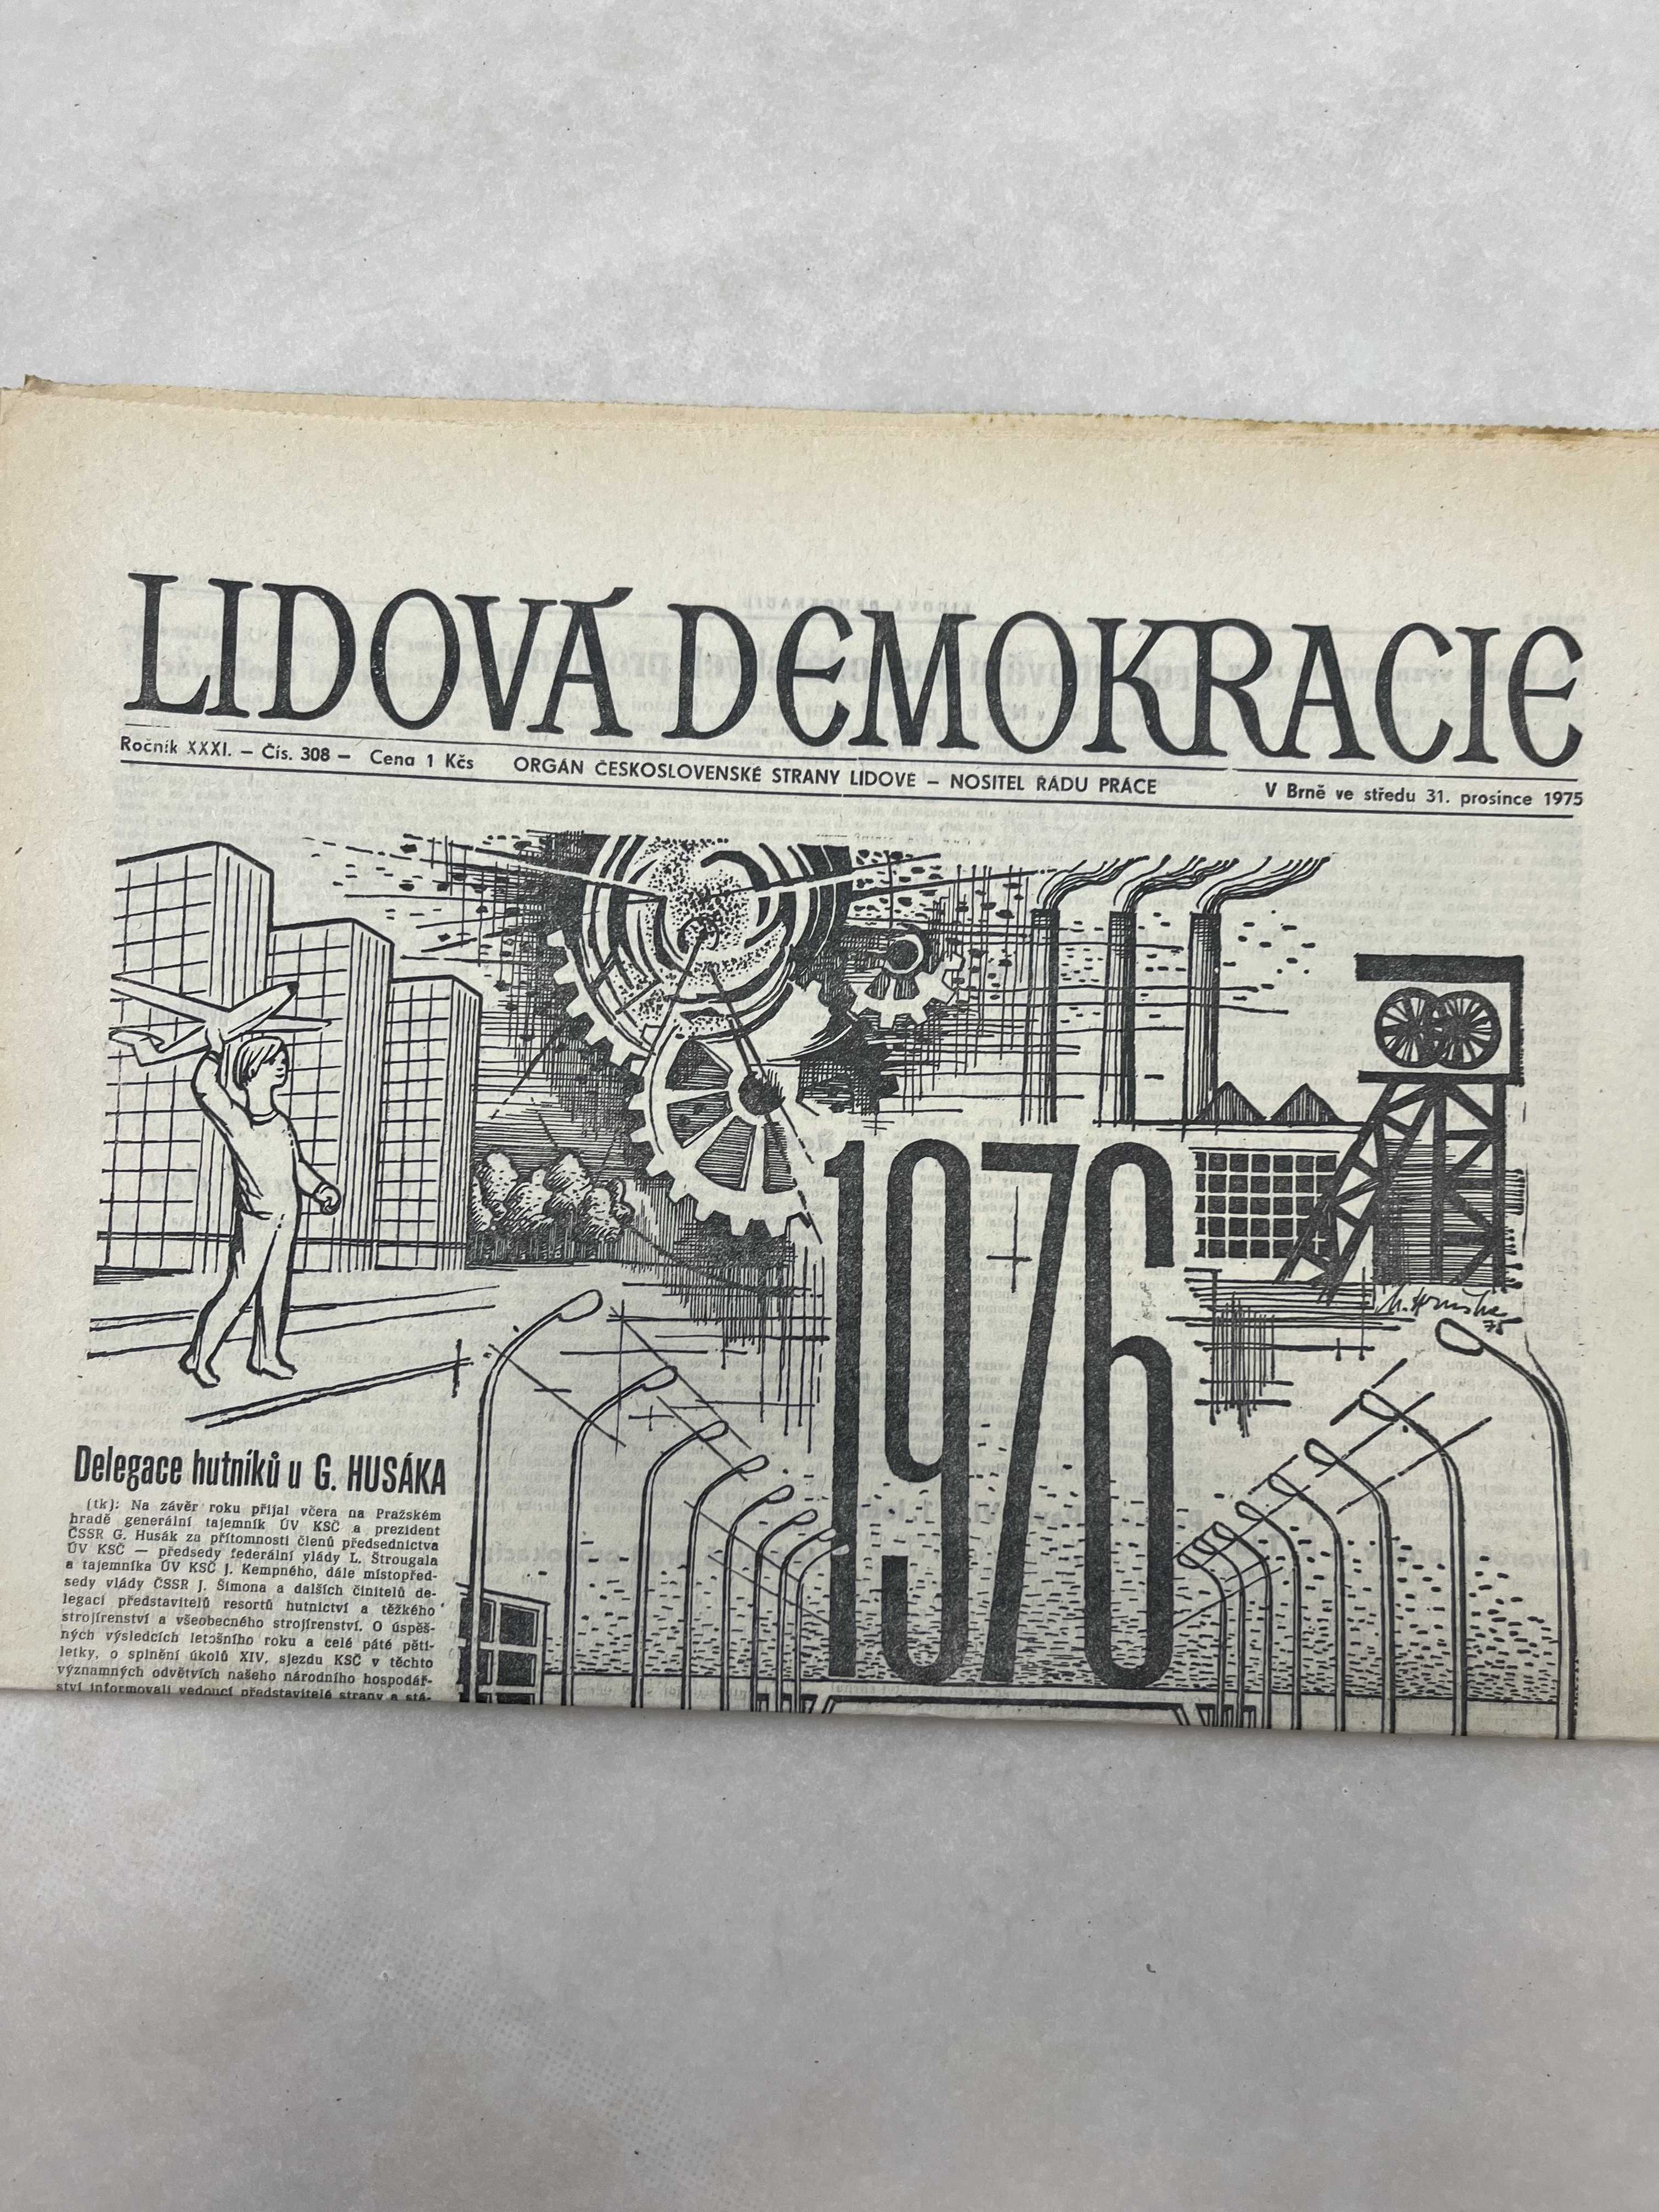 LIDOVÁ DEMOKRACIE
Ročník XXXI. — Čís. 308 — Cena 1 Kčs ORGÁN ČESKOSLOVENSKÉ STRANY LIDOVÉ — NOSITEL ŘÁDU PRÁCE V Brně ve středu 31. prosince 1975
1976
75
Delegace hutníků u G. HUSÁKA
(tk): Na závěr roku přijal včera na Pražském
hradě generální tajemník ÚV KSČ a prezident
ČSSR G. Husák za přítomnosti členů předsednictva
ÚV KSČ — předsedy federální vlády L. Štrougala
a tajemníka ÚV KSČ J. Kempného, dále místopřed-
sedy vlády ČSSR J. Šimona a dalších činitelů de-
legaci představitelů resortů hutnictví a těžkého
strojírenství a všeobecného strojírenství. O úspěš-
ných výsledcích letošního roku a celé páté pěti-
letky, o splnění úkolů XIV. sjezdu KSČ v těchto
významných odvětvích našeho národního hospodář-
ství informovali vedoucí představitelé strany a stá-